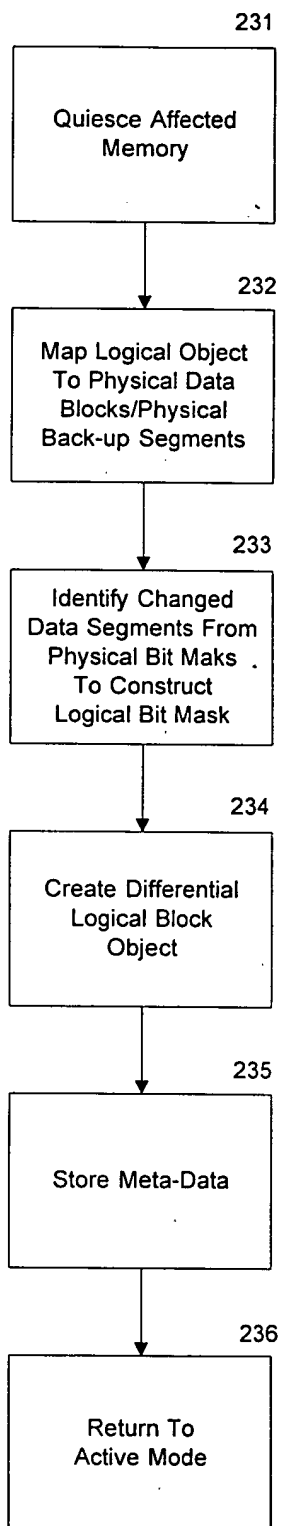 231
Quiesce Affected
Memory
232
Map Logical Object
To Physical Data
Blocks/Physical
Back-up Segments
233
Identify Changed
Data Segments From
Physical Bit Maks
To Construct
Logical Bit Mask
234
Create Differential
Logical Block
Object
235
Store Meta-Data
236
Return To
Active Mode